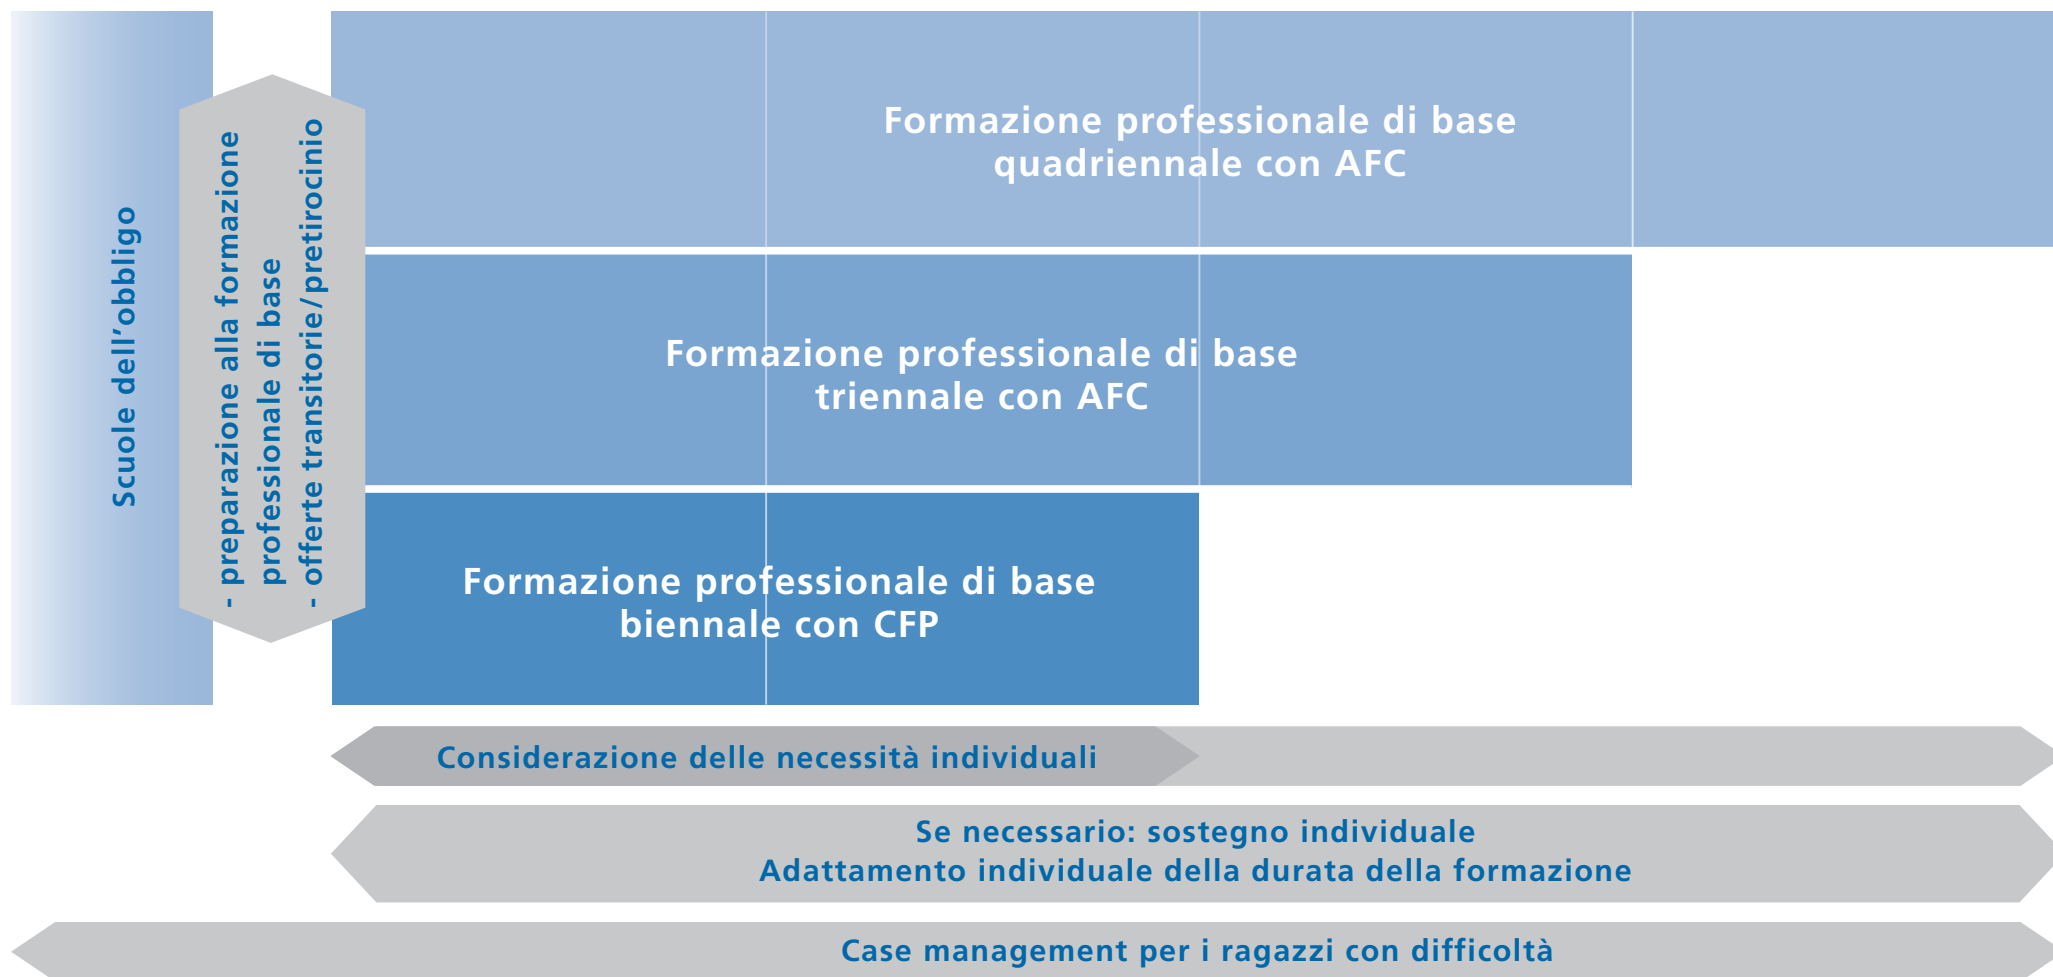 Scuole dell'obbligo
- preparazione alla formazione
professionale di base
- offerte transitorie/pretirocinio
Formazione professionale di base
quadriennale con AFC
Formazione professionale di base
triennale con AFC
Formazione professionale di base
biennale con CFP
Considerazione delle necessità individuali
Se necessario: sostegno individuale
Adattamento individuale della durata della formazione
Case management per i ragazzi con difficoltà